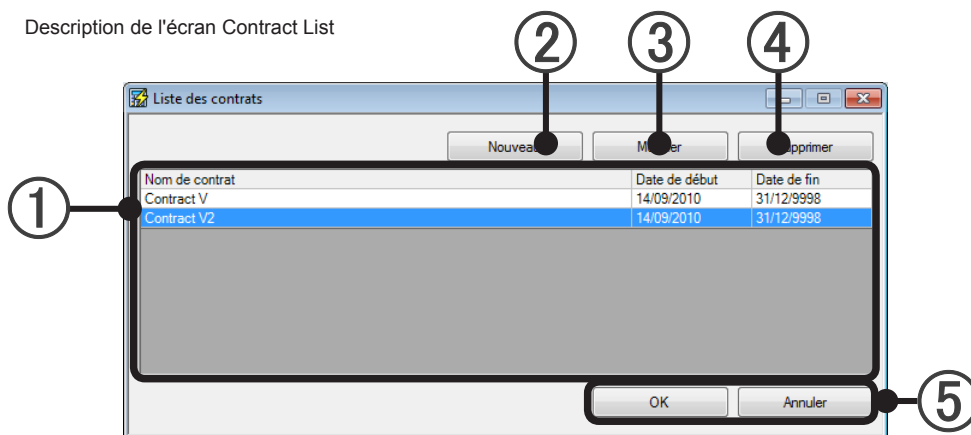 Description de l'écran Contract List
② ③ ④
Liste des contrats
①
Nom de contrat Date de début Date de fin
Contract V 14/09/2010 31/12/9998
Contract V2 14/09/2010 31/12/9998
OK Annuler
⑤